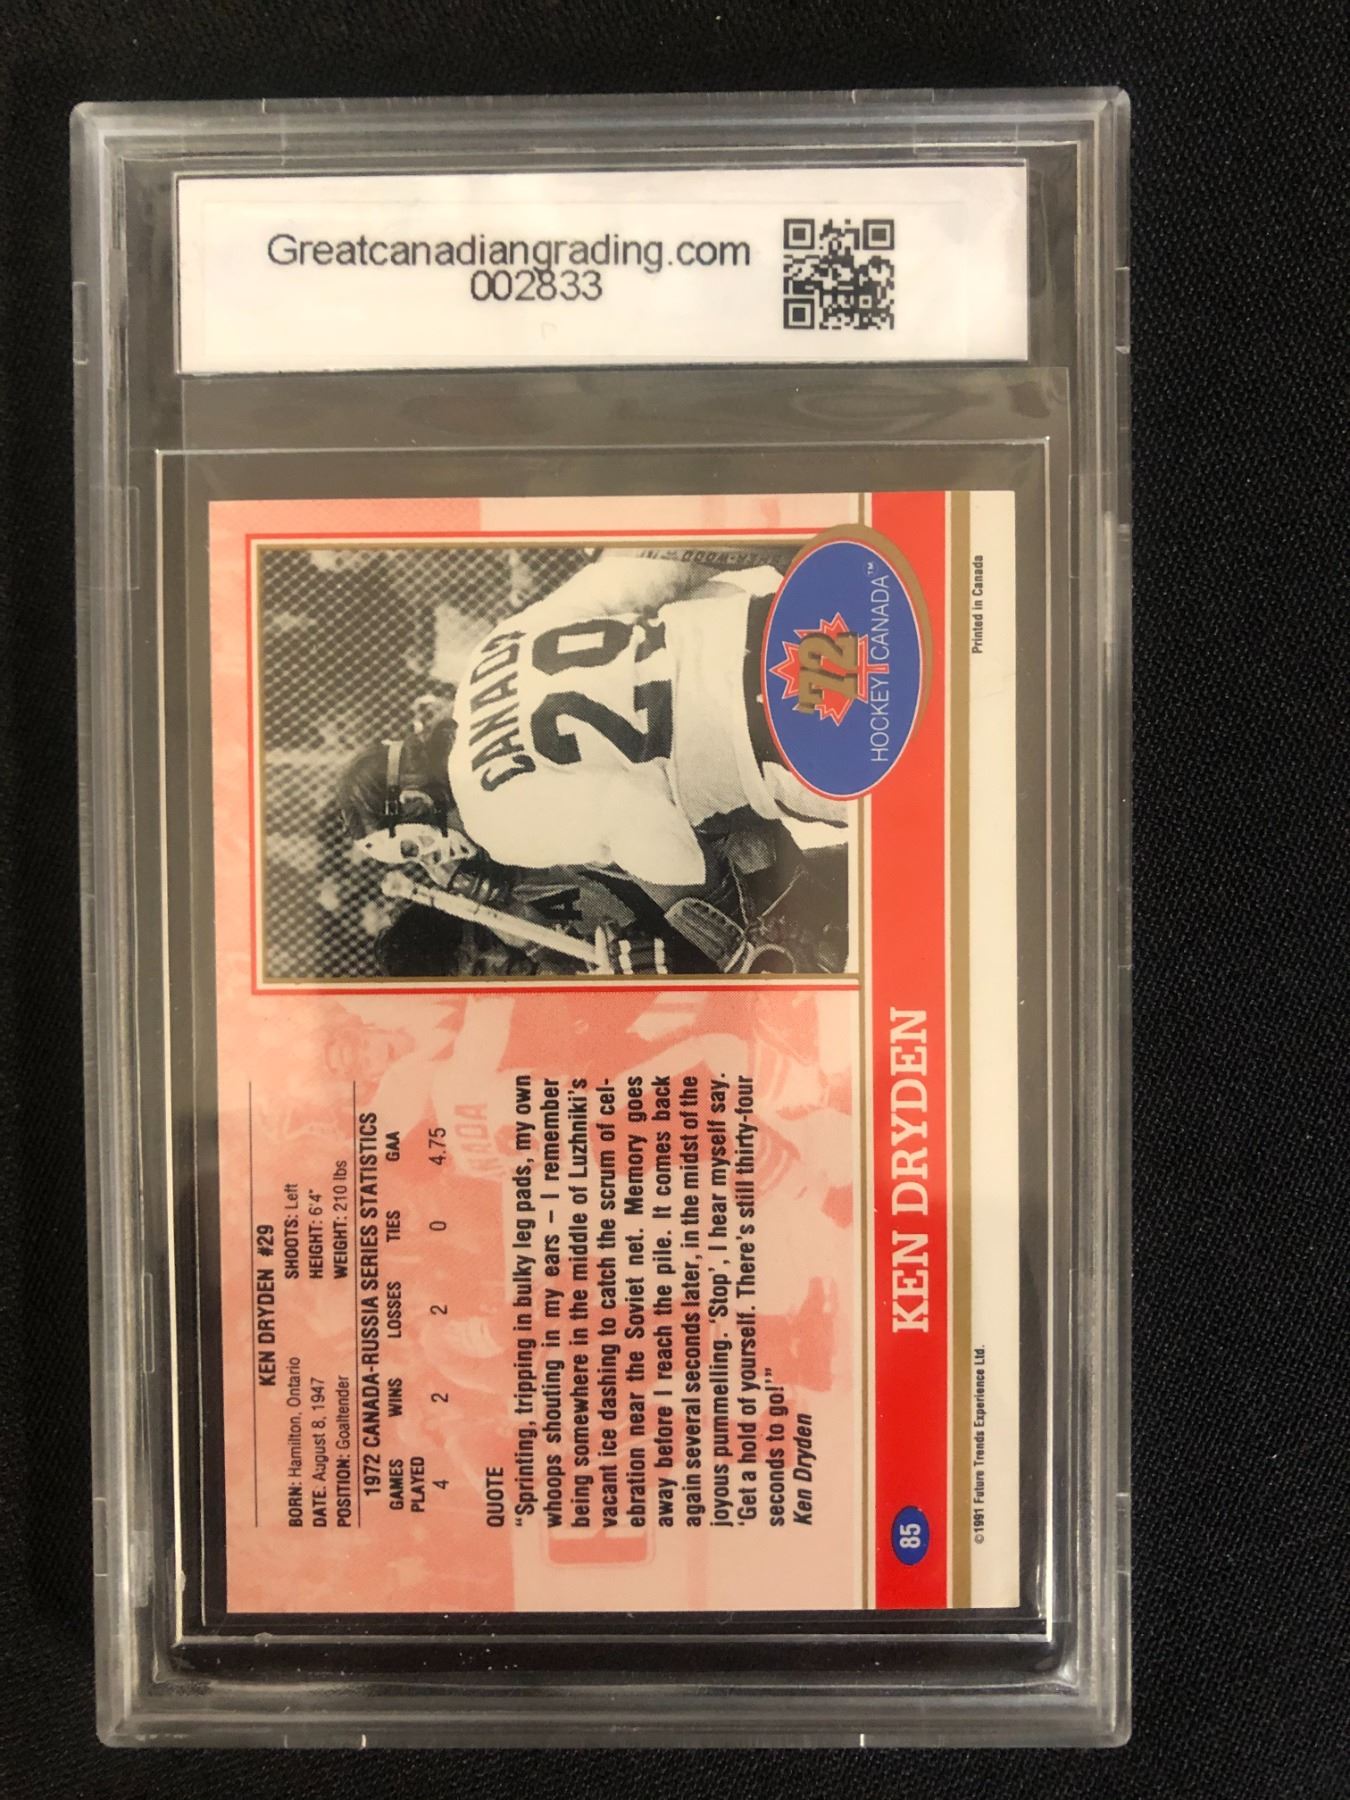 Greatcanadiangrading.com
002833
KEN DRYDEN #29
BORN: Hamilton, Ontario SHOOTS: Left
DATE: August 8, 1947 HEIGHT: 6'4"
POSITION: Goaltender WEIGHT: 210 lbs
1972 CANADA-RUSSIA SERIES STATISTICS
GAMES WINS LOSSES TIES GAA
PLAYED
4 2 2 0 4.75
QUOTE
"Sprinting, tripping in bulky leg pads, my own
whoops shouting in my ears – I remember
being somewhere in the middle of Luzhniki's
vacant ice dashing to catch the scrum of cel-
ebration near the Soviet net. Memory goes
away before I reach the pile. It comes back
again several seconds later, in the midst of the
joyous pummelling. 'Stop', I hear myself say.
'Get a hold of yourself. There's still thirty-four
seconds to go!'"
Ken Dryden
CANADA
29
A
'72
HOCKEY CANADA™
85
KEN DRYDEN
©1991 Future Trends Experience Ltd.
Printed in Canada